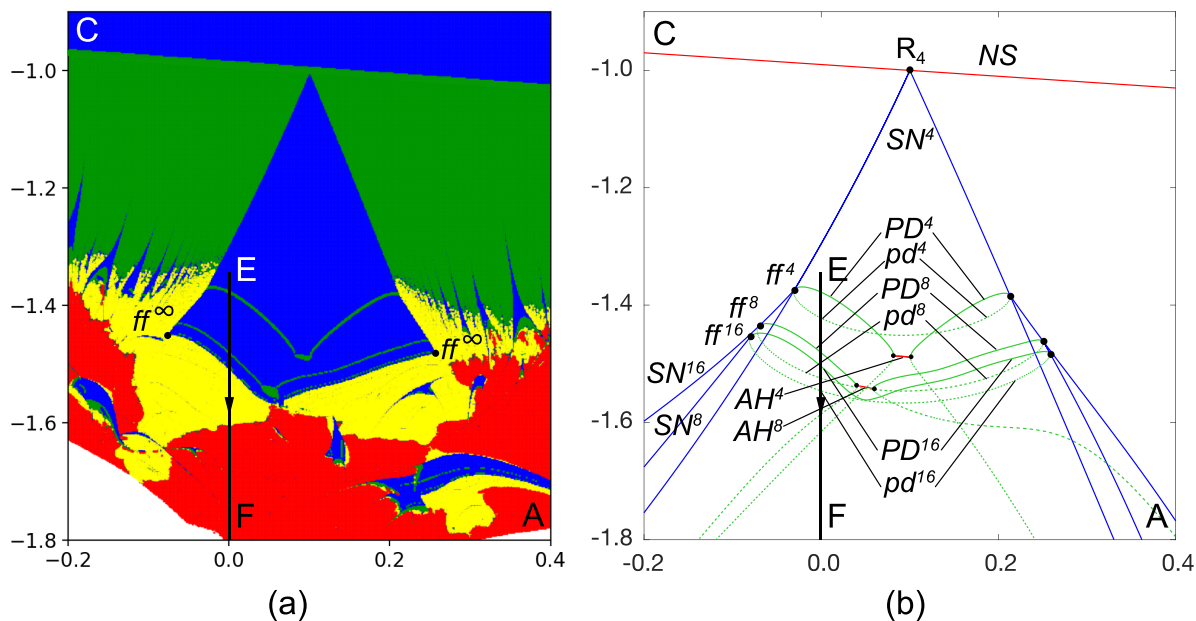 C
−1.0
−1.2
−1.4
−1.6
−1.8
E
ff∞
ff∞
F
A
−0.2
0.0
0.2
0.4
(a)
C
R4
NS
-1.0
SN4
-1.2
PD4
pd4
E
ff4
PD8
ff8
pd8
-1.4
ff16
SN16
AH4
SN8
AH8
-1.6
PD16
pd16
F
A
-1.8
-0.2
0.0
0.2
0.4
(b)